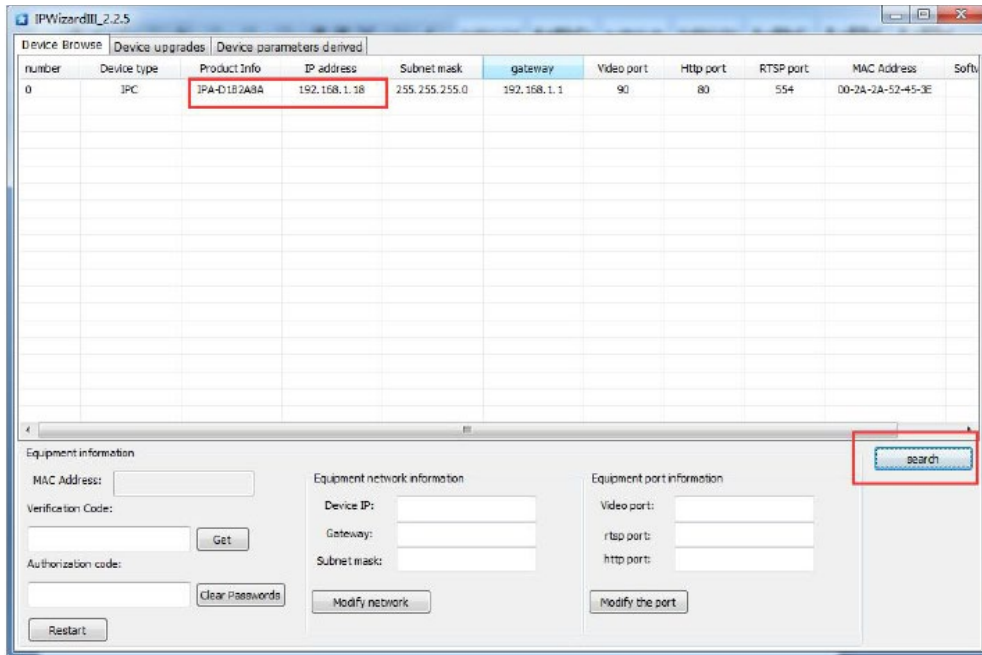 IPWizardIII_2.2.5
Device Browse Device upgrades Device parameters derived
number Device type Product Info IP address Subnet mask gateway Video port Http port RTSP port MAC Address Softw
0 IPC IPA-D182A8A 192.168.1.18 255.255.255.0 192.168.1.1 90 80 554 00-2A-2A-52-45-3E
search
Equipment information
MAC Address:
Verification Code:
Get
Authorization code:
Clear Passwords
Restart
Equipment network information
Device IP:
Gateway:
Subnet mask:
Modify network
Equipment port information
Video port:
rtsp port:
http port:
Modify the port